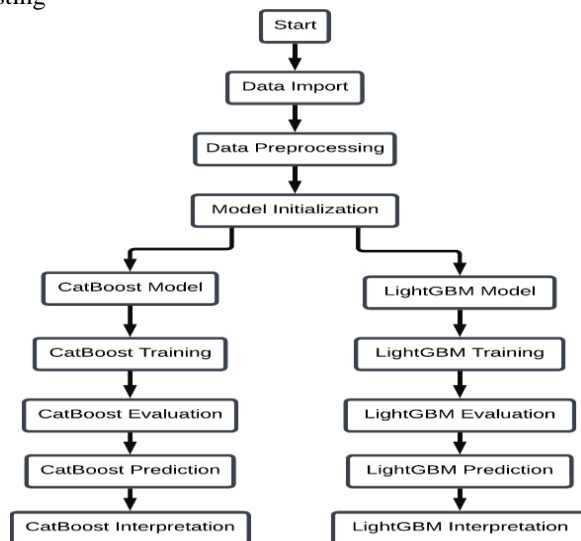 sting
Start
Data Import
Data Preprocessing
Model Initialization
CatBoost Model
LightGBM Model
CatBoost Training
LightGBM Training
CatBoost Evaluation
LightGBM Evaluation
CatBoost Prediction
LightGBM Prediction
CatBoost Interpretation
LightGBM Interpretation